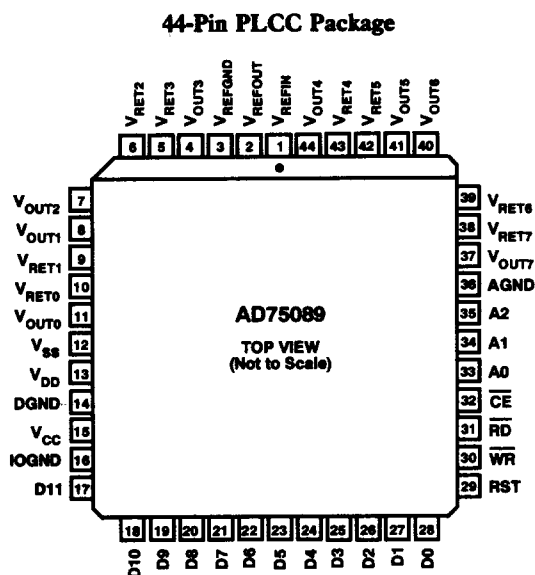 44-Pin PLCC Package
VRET2 VRET3 VOUT3 VREFGND VREFOUT VREFIN VOUT4 VRET4 VRET5 VOUT5 VOUT6
6 5 4 3 2 1 44 43 42 41 40
VOUT2 7
VOUT1 8
VRET1 9
VRET0 10
VOUT0 11
VSS 12
VDD 13
DGND 14
VCC 15
IOGND 16
D11 17
AD75089
TOP VIEW
(Not to Scale)
39 VRET6
38 VRET7
37 VOUT7
36 AGND
35 A2
34 A1
33 A0
32 CE
31 RD
30 WR
29 RST
18 19 20 21 22 23 24 25 26 27 28
D10 D9 D8 D7 D6 D5 D4 D3 D2 D1 D0